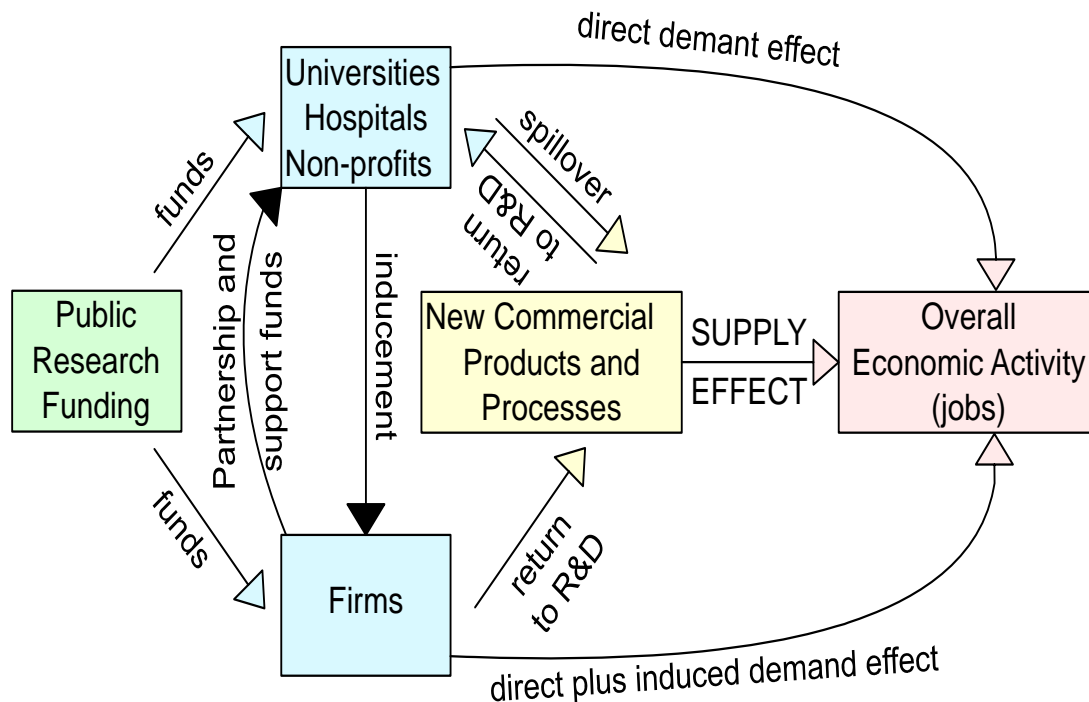 direct demant effect
Universities
Hospitals
Non-profits
funds
spillover
return
to R&D
Partnership and
support funds
inducement
Public
Research
Funding
New Commercial
Products and
Processes
SUPPLY
EFFECT
Overall
Economic Activity
(jobs)
funds
Firms
return
to R&D
direct plus induced demand effect